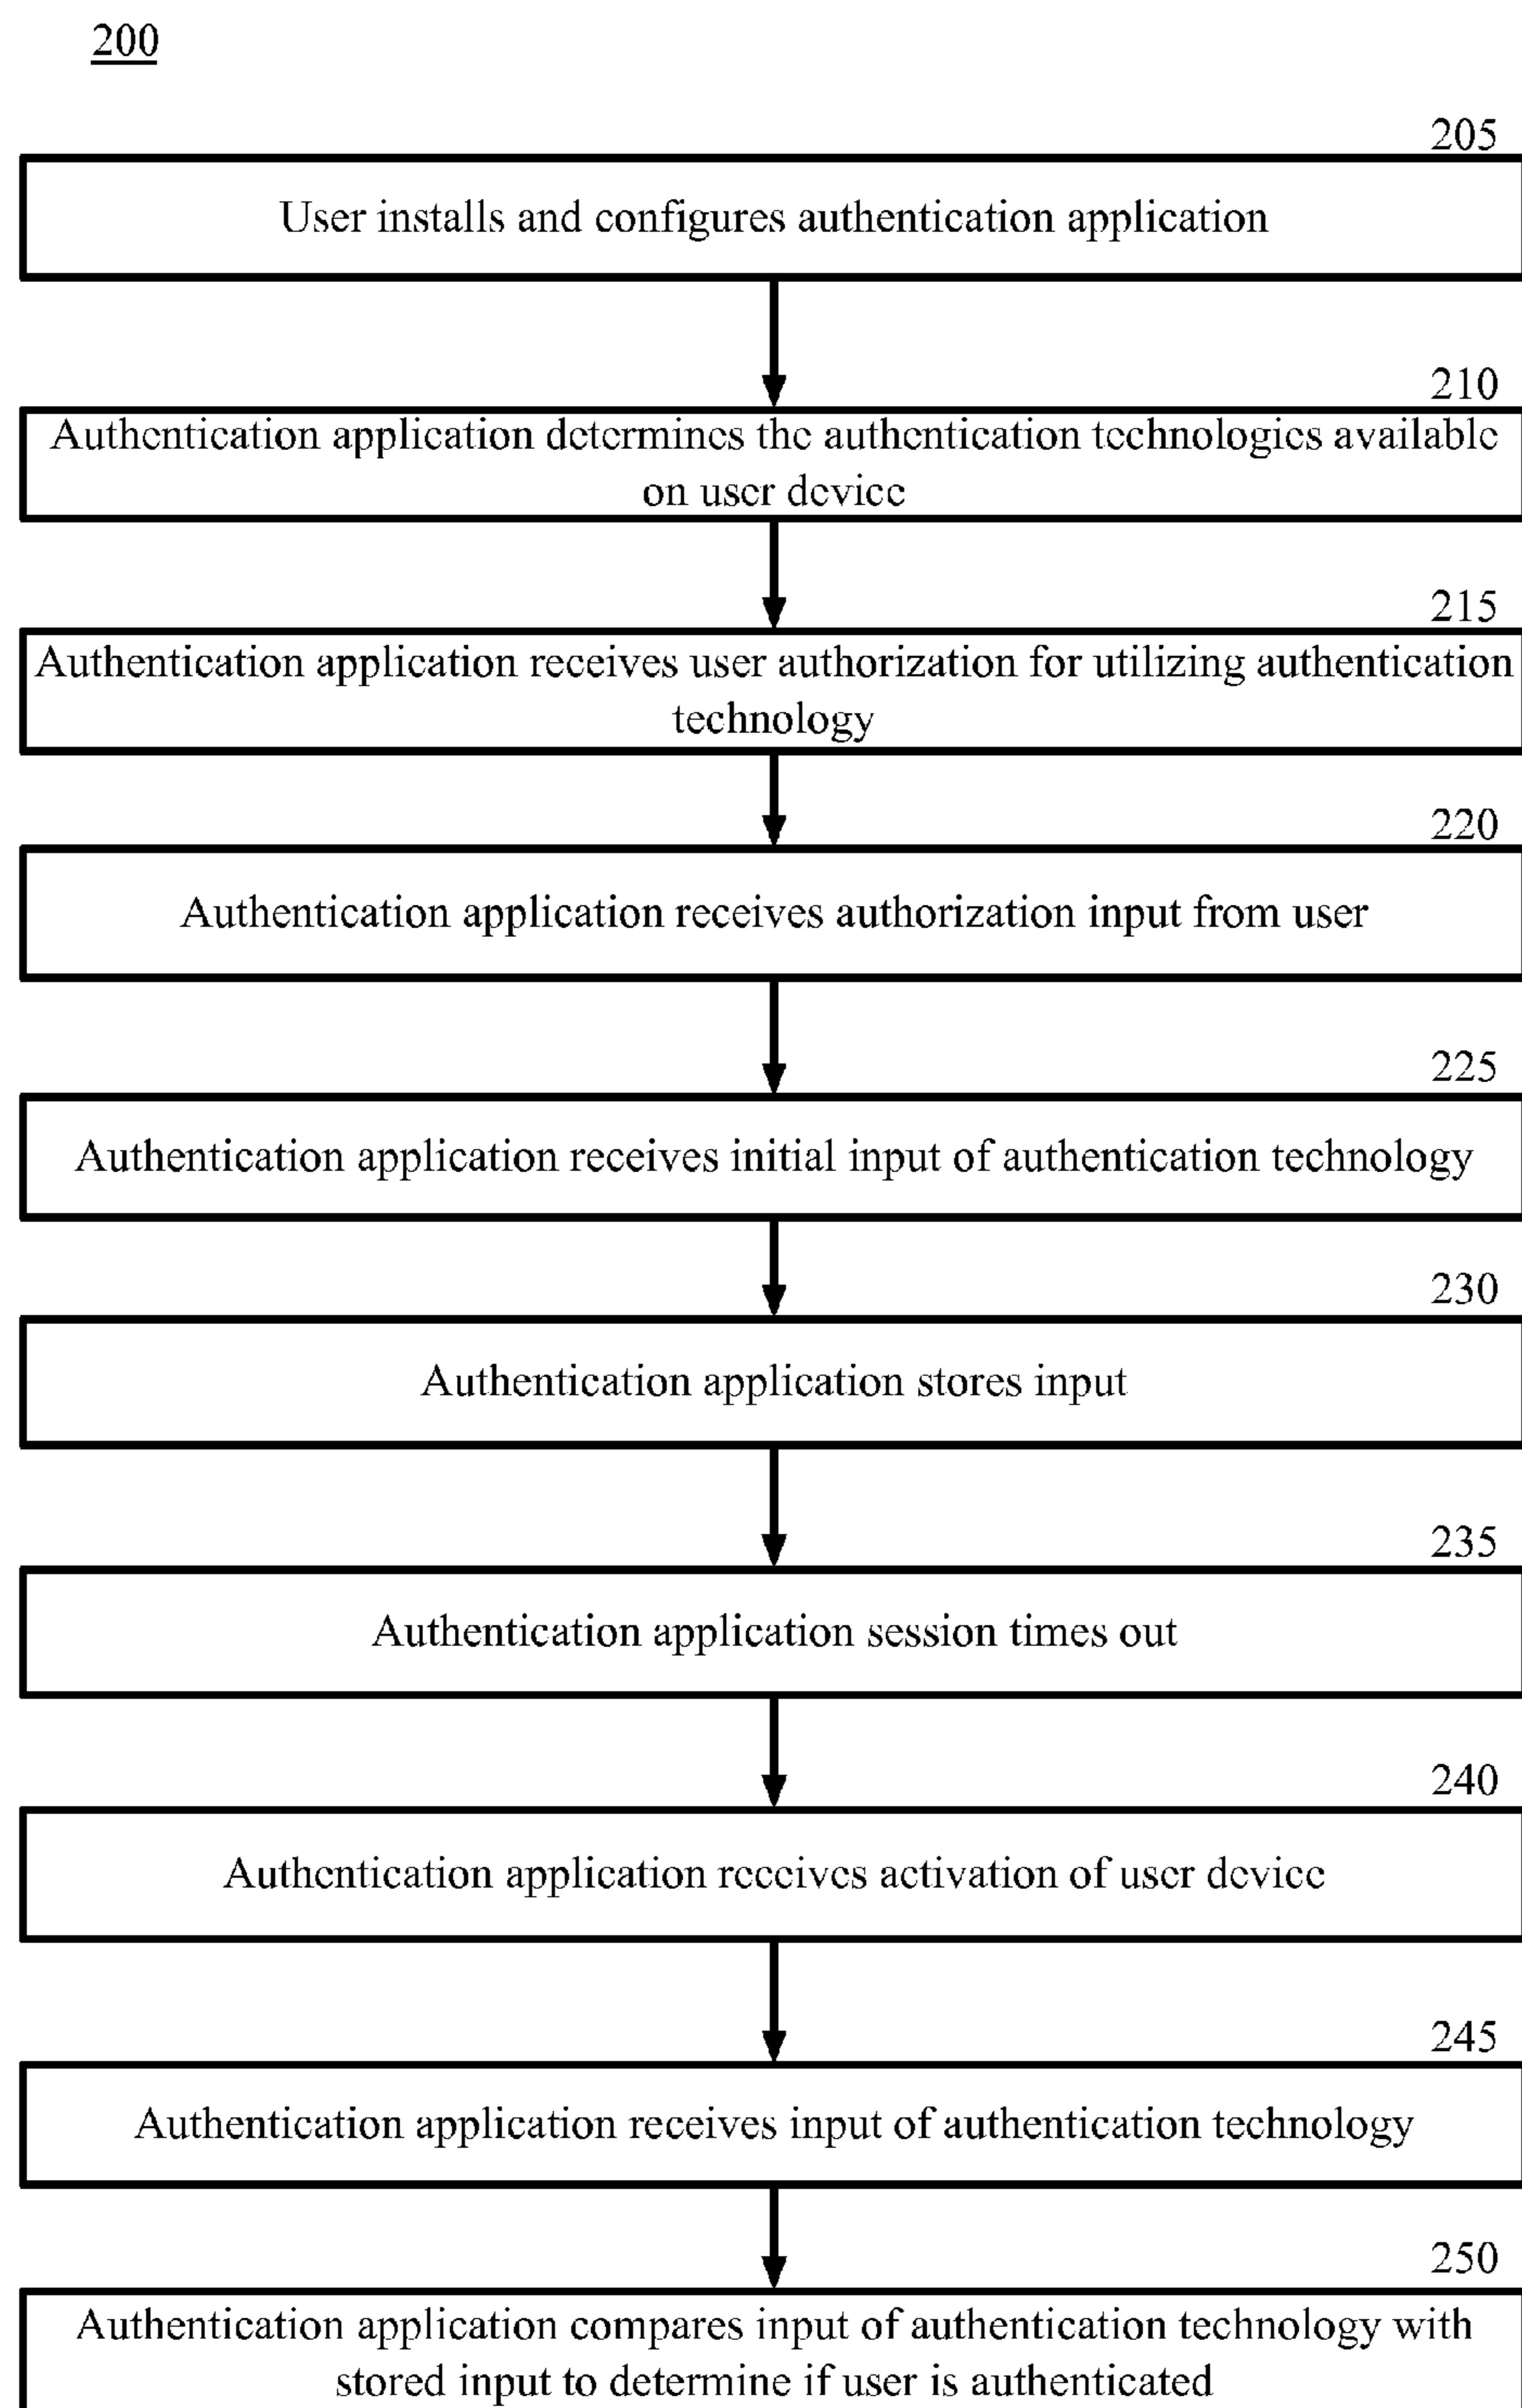 200
205
User installs and configures authentication application
210
Authentication application determines the authentication technologies available
on user device
215
Authentication application receives user authorization for utilizing authentication
technology
220
Authentication application receives authorization input from user
225
Authentication application receives initial input of authentication technology
230
Authentication application stores input
235
Authentication application session times out
240
Authentication application receives activation of user device
245
Authentication application receives input of authentication technology
250
Authentication application compares input of authentication technology with
stored input to determine if user is authenticated